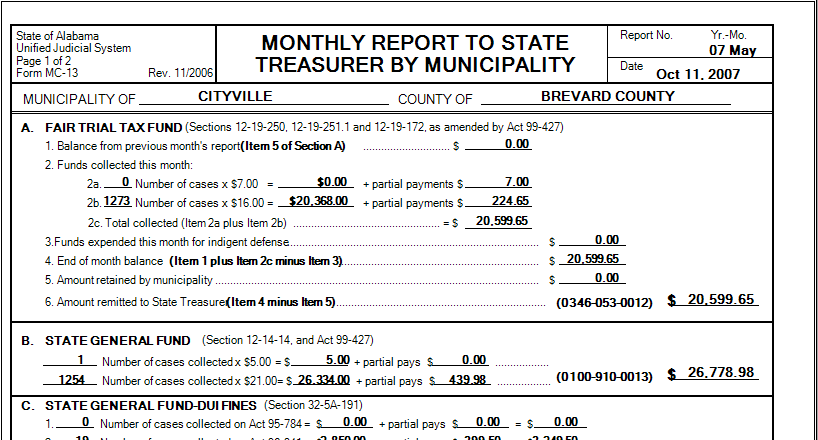 State of Alabama
Unified Judicial System
Page 1 of 2
Form MC-13 Rev. 11/2006
MONTHLY REPORT TO STATE
TREASURER BY MUNICIPALITY
Report No. Yr.-Mo.
07 May
Date Oct 11, 2007
MUNICIPALITY OF CITYVILLE COUNTY OF BREVARD COUNTY
A. FAIR TRIAL TAX FUND (Sections 12-19-250, 12-19-251.1 and 12-19-172, as amended by Act 99-427)
1. Balance from previous month's report(Item 5 of Section A) ............................. $ 0.00
2. Funds collected this month:
2a. 0 Number of cases x $7.00 = $0.00 + partial payments $ 7.00
2b. 1273 Number of cases x $16.00 = $20,368.00 + partial payments $ 224.65
2c. Total collected (Item 2a plus Item 2b) .................................................. = $ 20,599.65
3.Funds expended this month for indigent defense.................................................. $ 0.00
4. End of month balance (Item 1 plus Item 2c minus Item 3).................................................. $ 20,599.65
5. Amount retained by municipality .................................................. $ 0.00
6. Amount remitted to State Treasurer(Item 4 minus Item 5).................................................. (0346-053-0012) $ 20,599.65
B. STATE GENERAL FUND (Section 12-14-14, and Act 99-427)
1 Number of cases collected x $5.00 = $ 5.00 + partial pays $ 0.00 ..................
1254 Number of cases collected x $21.00= $ 26,334.00 + partial pays $ 439.98 .................. (0100-910-0013) $ 26,778.98
C. STATE GENERAL FUND-DUI FINES (Section 32-5A-191)
1. 0 Number of cases collected on Act 95-784 = $ 0.00 + partial pays $ 0.00 = $ 0.00